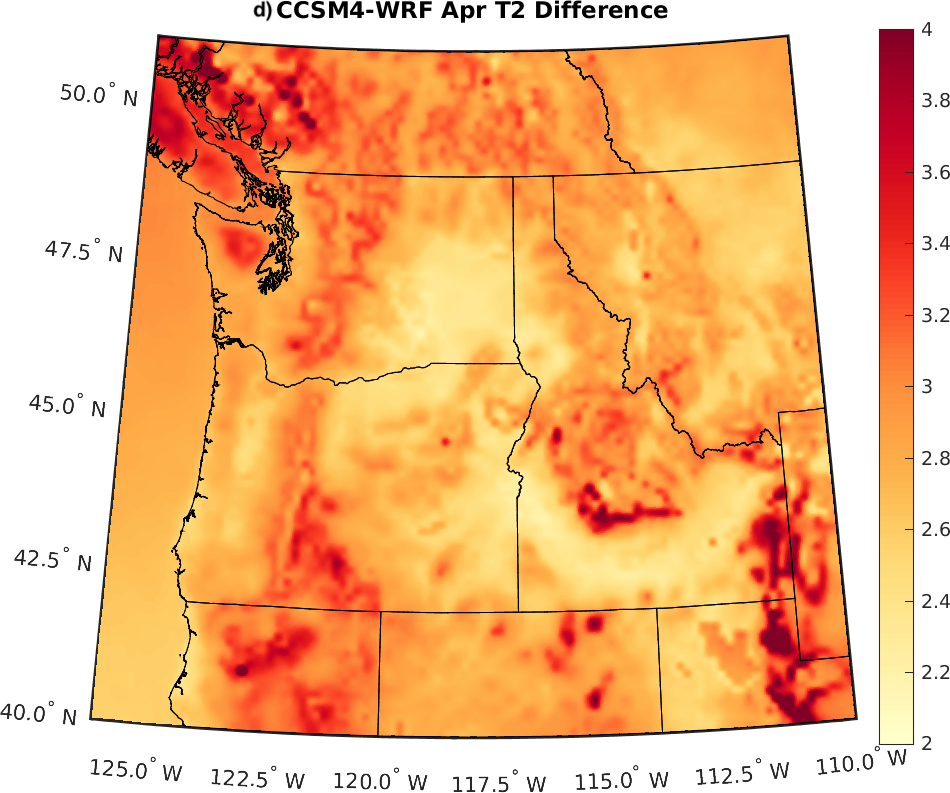 d) CCSM4-WRF Apr T2 Difference
4
3.8
3.6
3.4
3.2
3
2.8
2.6
2.4
2.2
2
50.0° N
47.5° N
45.0° N
42.5° N
40.0° N
125.0° W
122.5° W
120.0° W
117.5° W
115.0° W
112.5° W
110.0° W